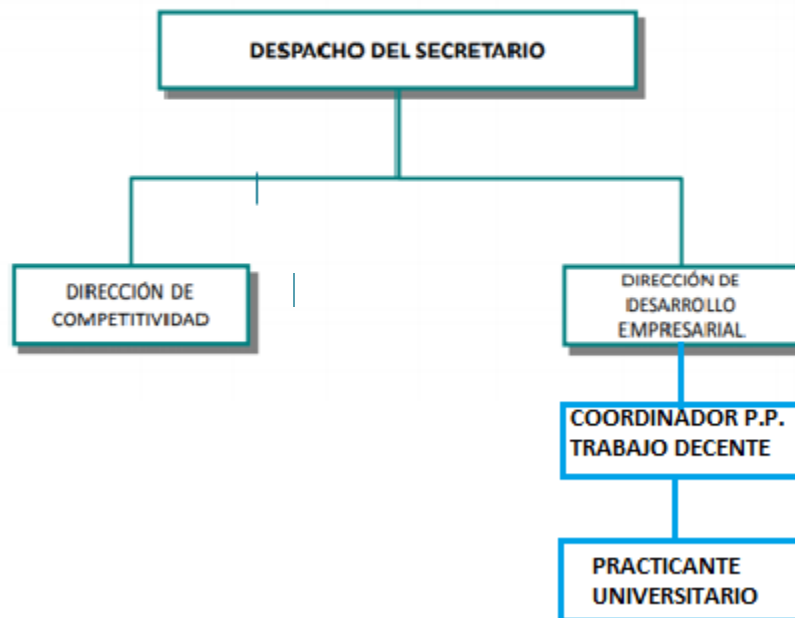 DESPACHO DEL SECRETARIO
DIRECCIÓN DE
COMPETITIVIDAD
DIRECCIÓN DE
DESARROLLO
EMPRESARIAL.
COORDINADOR P.P.
TRABAJO DECENTE
PRACTICANTE
UNIVERSITARIO